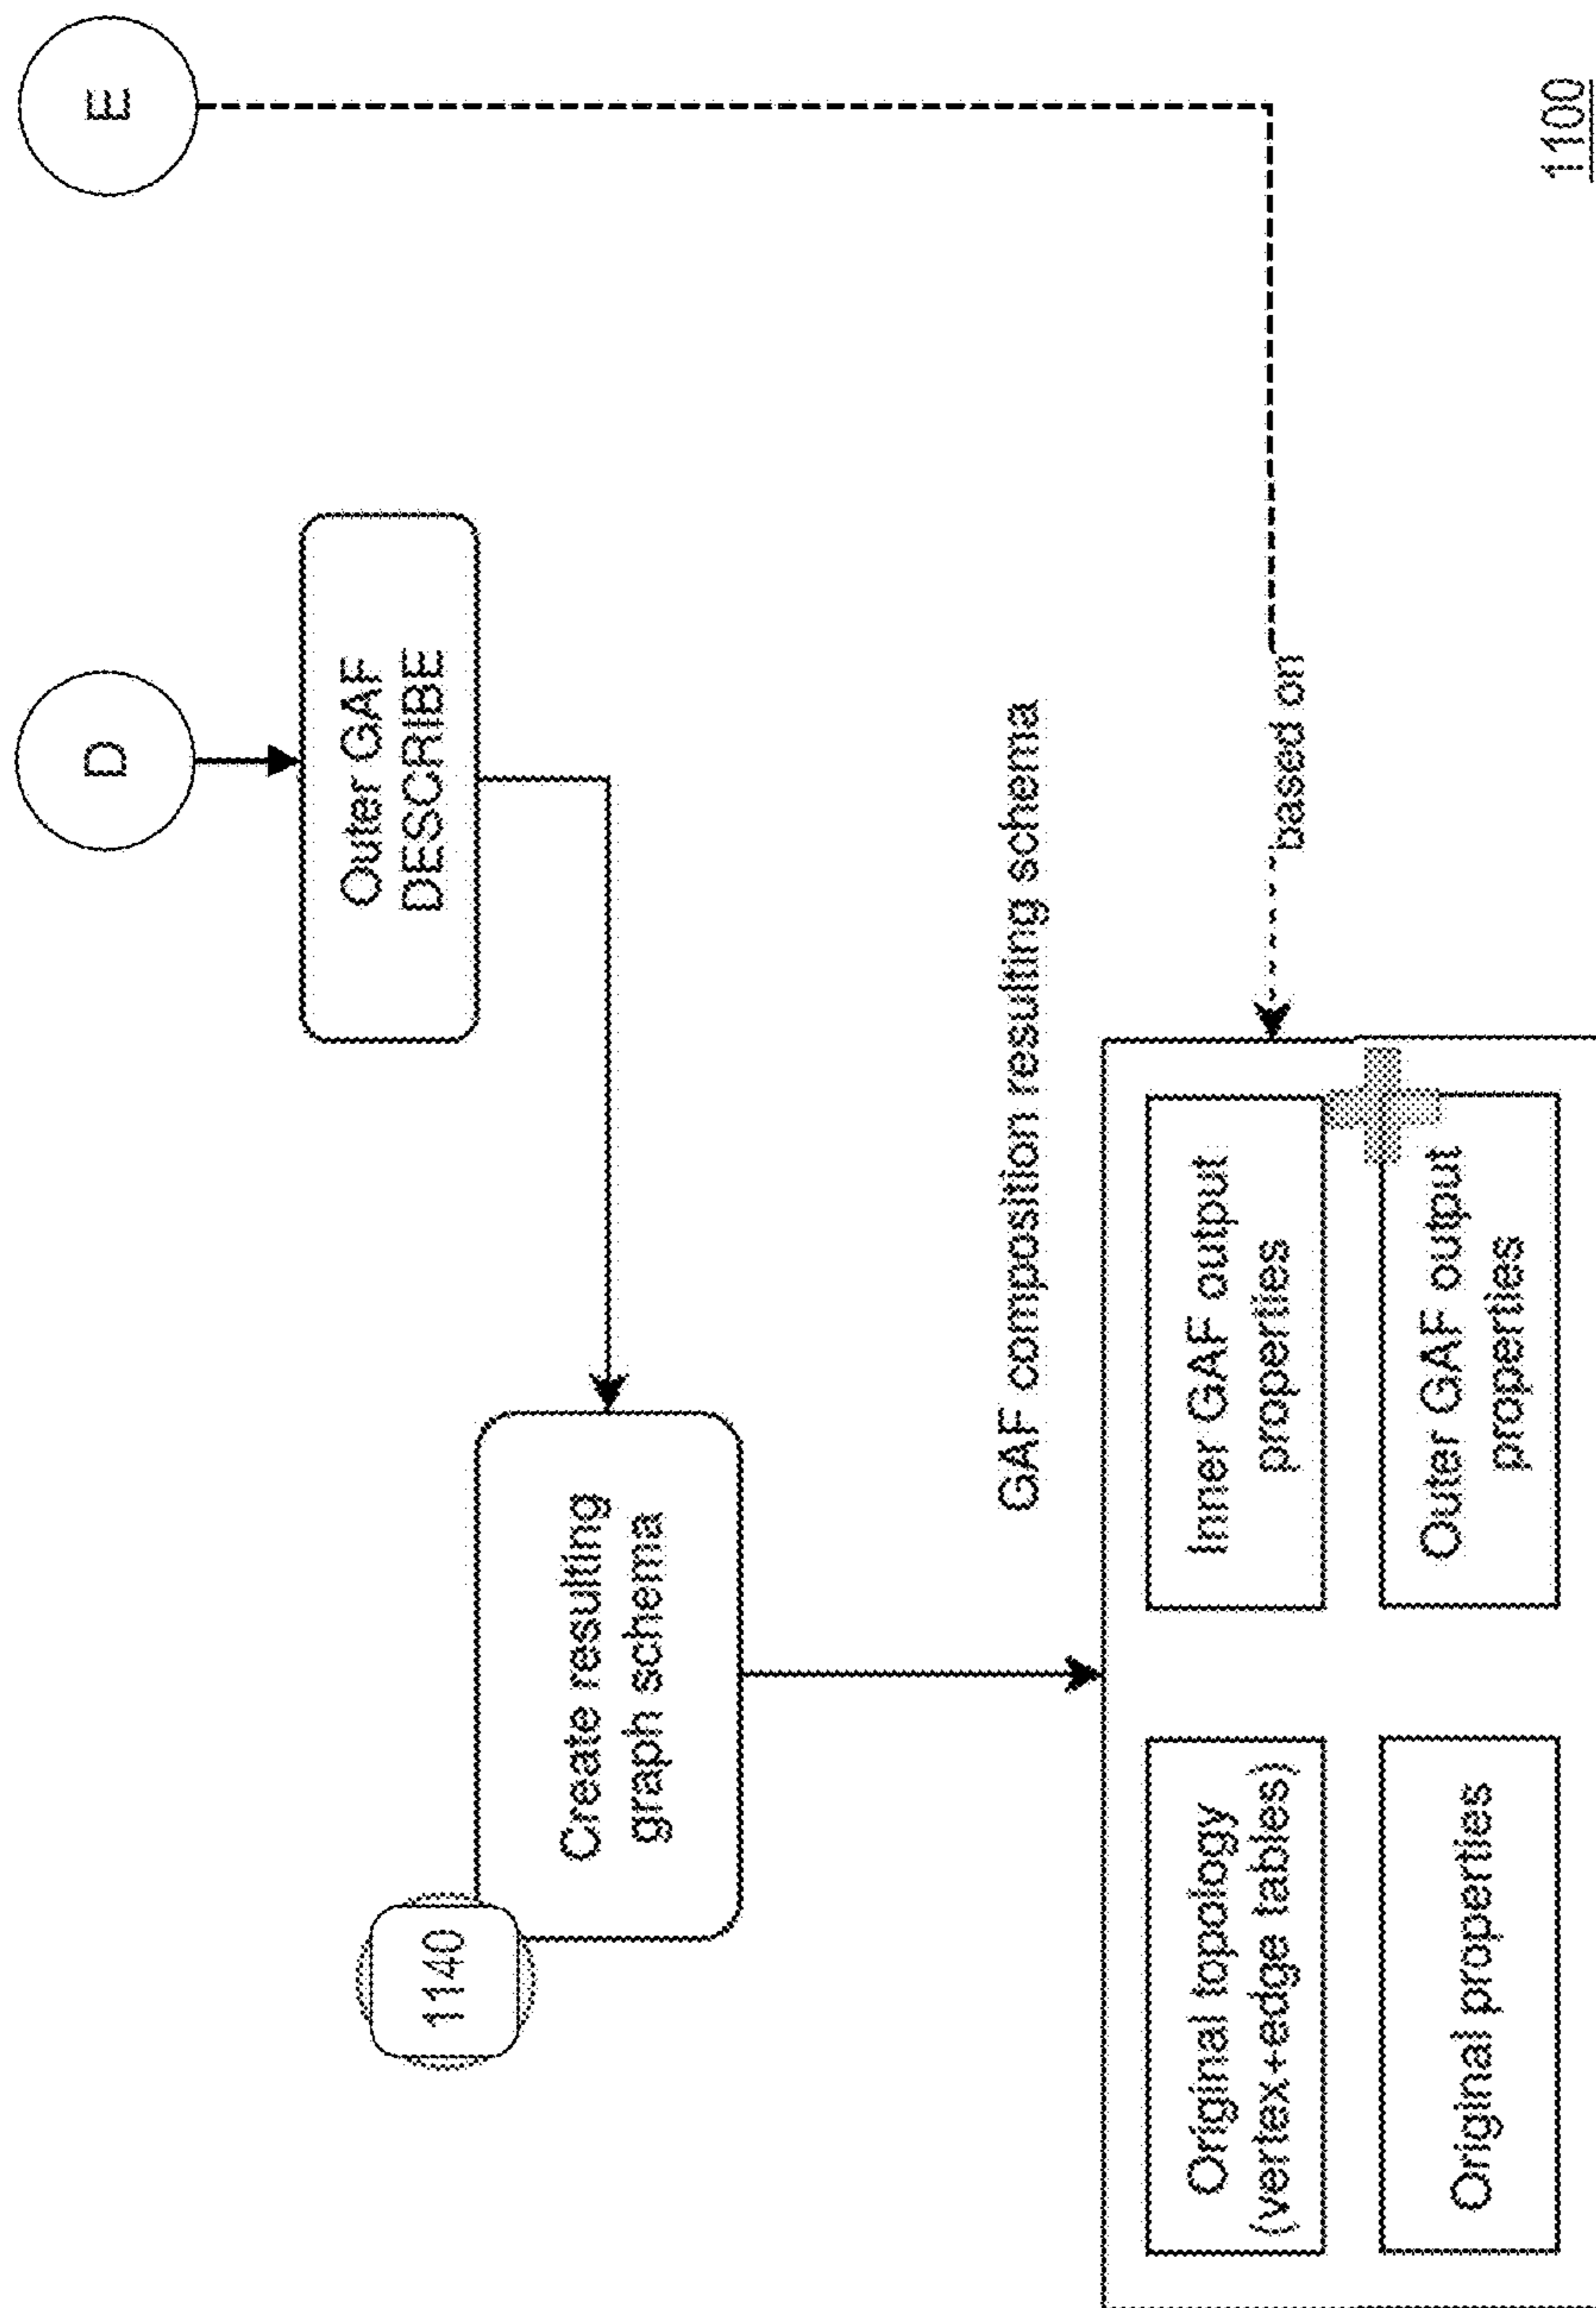 D
E
Outer GAF
DESCRIBE
1140
Create resulting
graph schema
GAF composition resulting schema
based on
Original topology
(vertex+edge tables)
Inner GAF output
properties
Original properties
Outer GAF output
properties
1100